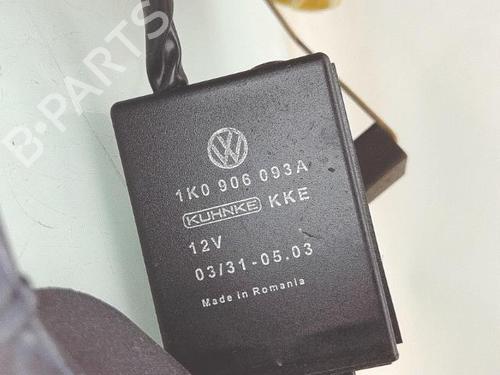 B-PARTS
1K0 906 093A
KUHNKE KKE
12V
03/31-05.03
Made in Romania